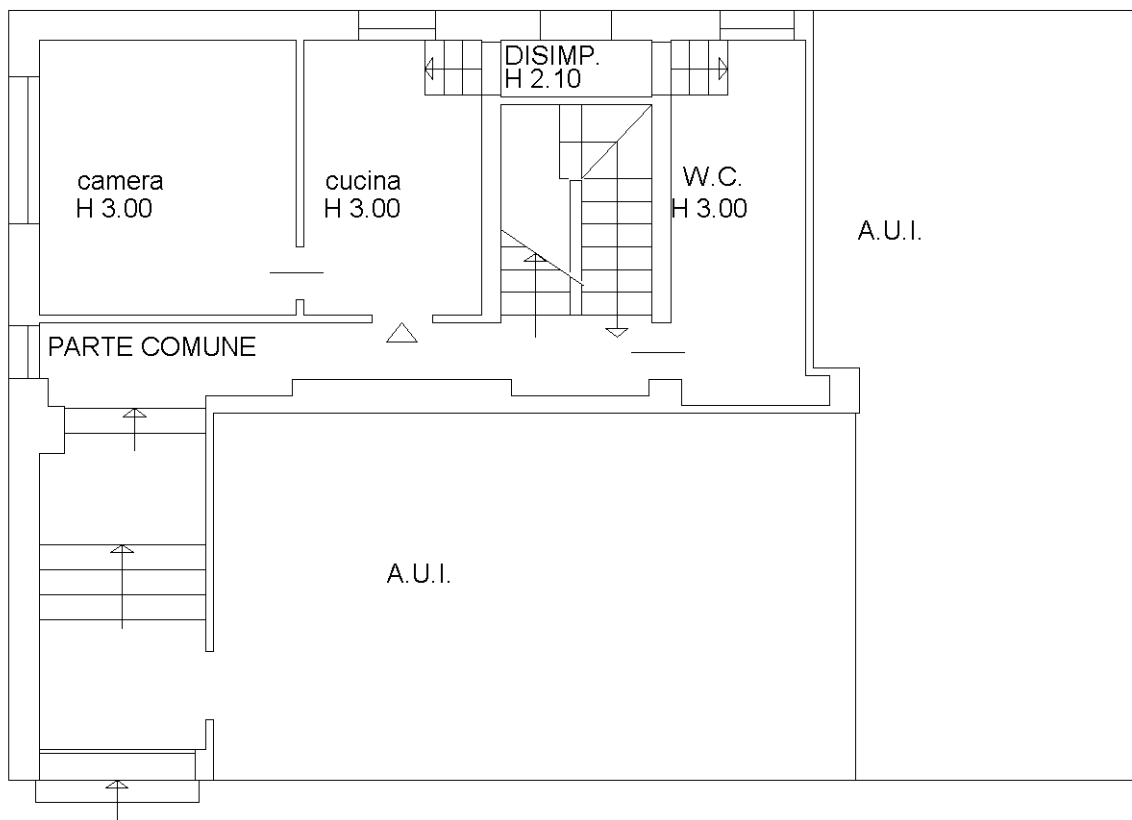 DISIMP.
H 2.10
camera
H 3.00
cucina
H 3.00
W.C.
H 3.00
A.U.I.
PARTE COMUNE
A.U.I.